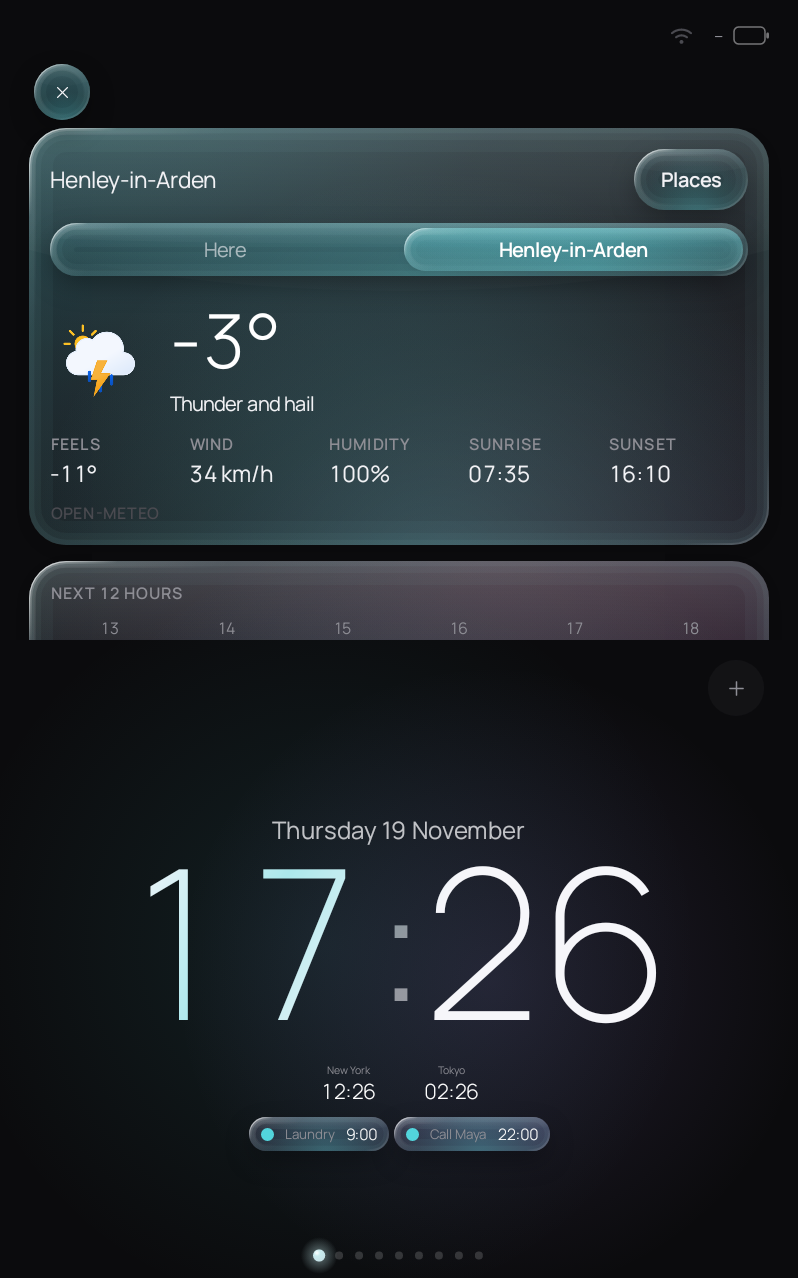 –
Henley-in-Arden
Places
Here
Henley-in-Arden
-3°
Thunder and hail
FEELS WIND HUMIDITY SUNRISE SUNSET
-11° 34 km/h 100% 07:35 16:10
OPEN-METEO
NEXT 12 HOURS
13 14 15 16 17 18
+
Thursday 19 November
17:26
New York Tokyo
12:26 02:26
Laundry 9:00 Call Maya 22:00